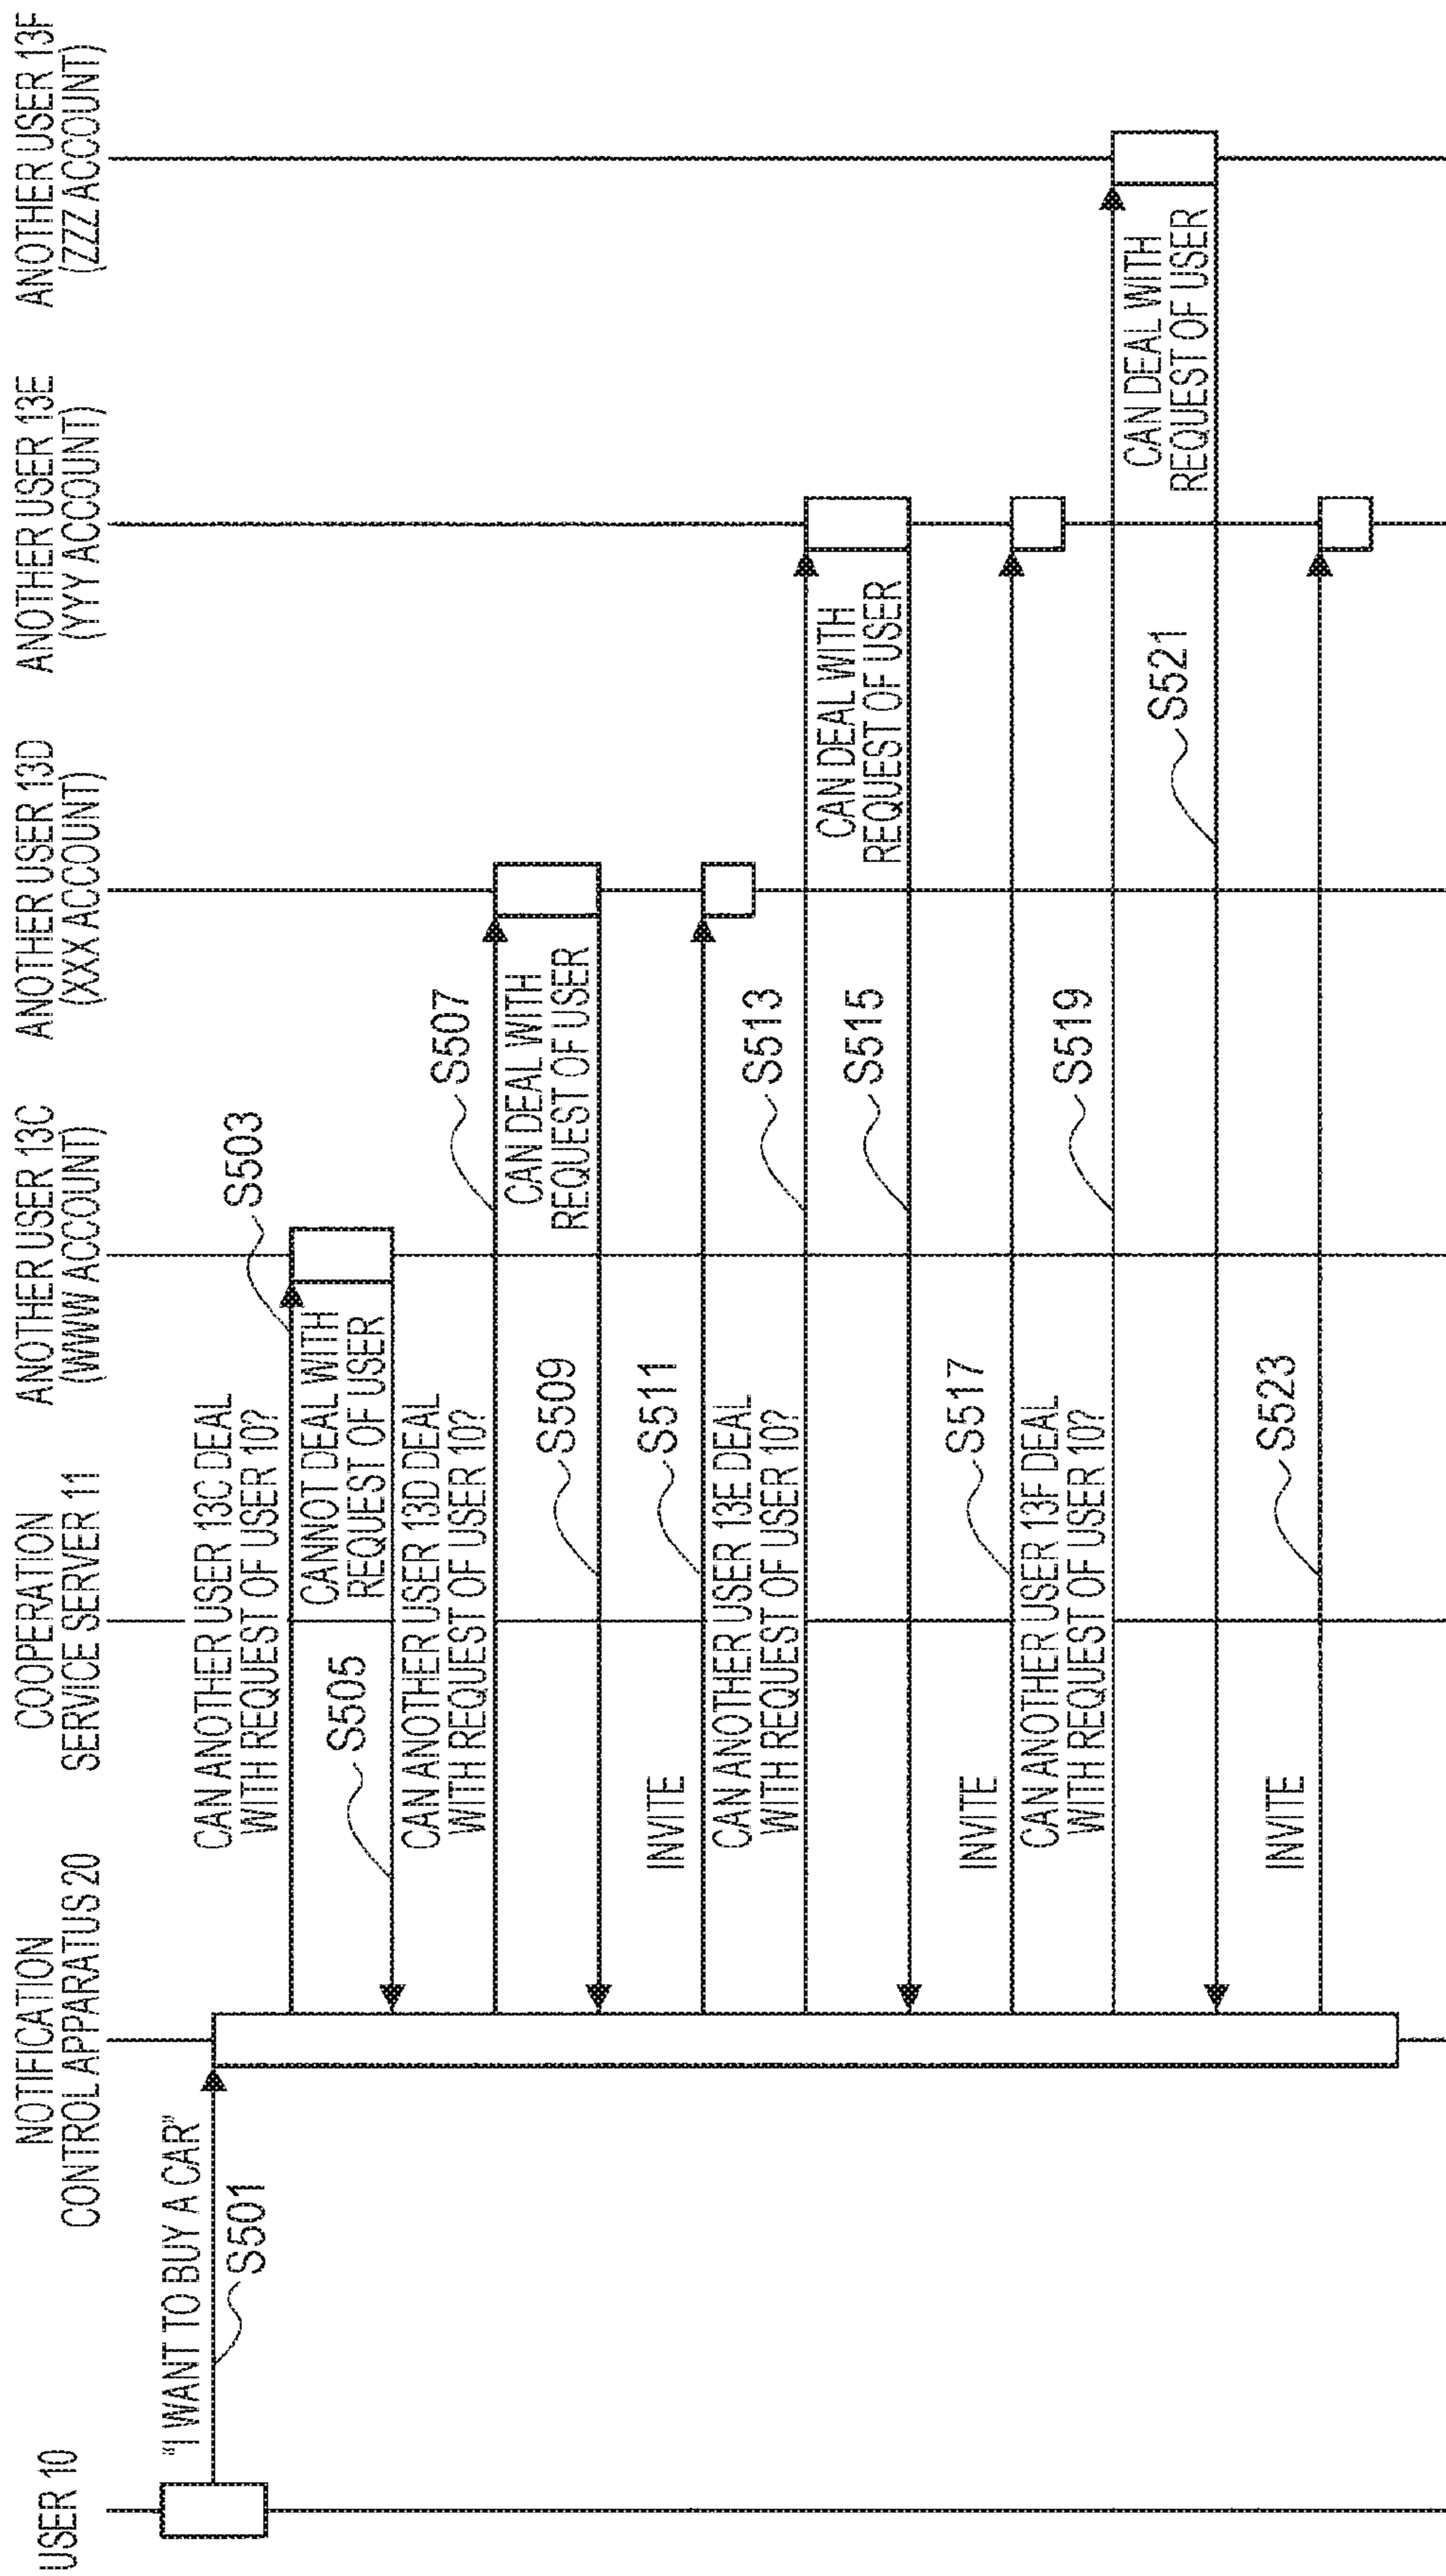 USER 10
NOTIFICATION
CONTROL APPARATUS 20
COOPERATION
SERVICE SERVER 11
ANOTHER USER 13C
(WWW ACCOUNT)
ANOTHER USER 13D
(XXX ACCOUNT)
ANOTHER USER 13E
(YYY ACCOUNT)
ANOTHER USER 13F
(ZZZ ACCOUNT)
"I WANT TO BUY A CAR"
S501
CAN ANOTHER USER 13C DEAL
WITH REQUEST OF USER 10?
S503
CANNOT DEAL WITH
REQUEST OF USER
S505
CAN ANOTHER USER 13D DEAL
WITH REQUEST OF USER 10?
S507
CAN DEAL WITH
REQUEST OF USER
S509
INVITE
S511
CAN ANOTHER USER 13E DEAL
WITH REQUEST OF USER 10?
S513
CAN DEAL WITH
REQUEST OF USER
S515
INVITE
S517
CAN ANOTHER USER 13F DEAL
WITH REQUEST OF USER 10?
S519
CAN DEAL WITH
REQUEST OF USER
S521
INVITE
S523